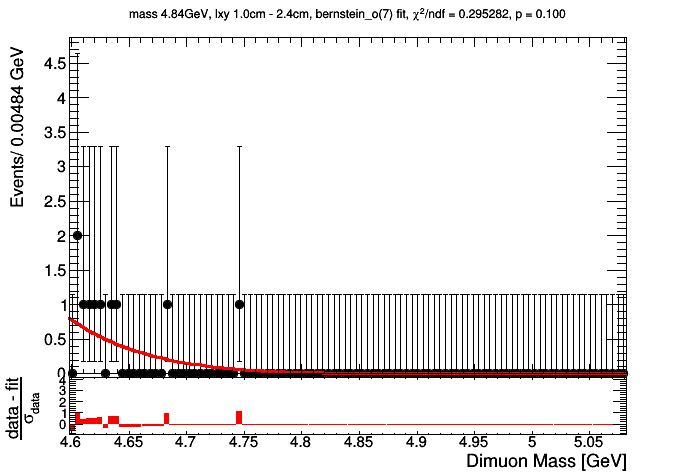 mass 4.84GeV, lxy 1.0cm - 2.4cm, bernstein_o(7) fit, χ²/ndf = 0.295282, p = 0.100
Events/ 0.00484 GeV
4.5
4
3.5
3
2.5
2
1.5
1
0.5
0
data - fit
σdata
4
3
2
1
0
4.6 4.65 4.7 4.75 4.8 4.85 4.9 4.95 5 5.05
Dimuon Mass [GeV]